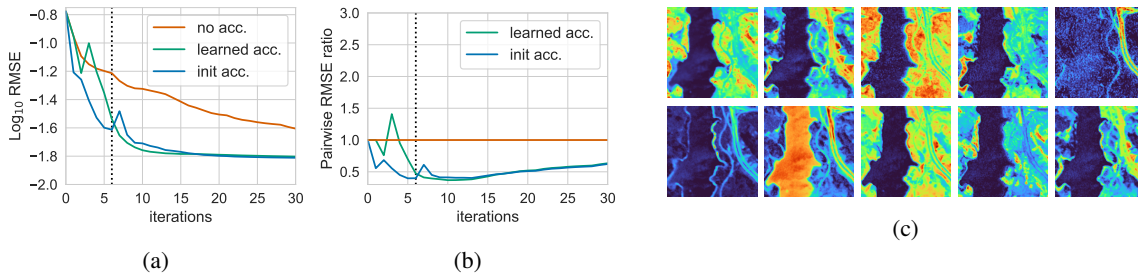 −0.8
−1.0
−1.2
−1.4
−1.6
−1.8
−2.0
Log10 RMSE
0 5 10 15 20 25 30
iterations
no acc.
learned acc.
init acc.
(a)
3.0
2.5
2.0
1.5
1.0
0.5
Pairwise RMSE ratio
0 5 10 15 20 25 30
iterations
learned acc.
init acc.
(b)
(c)